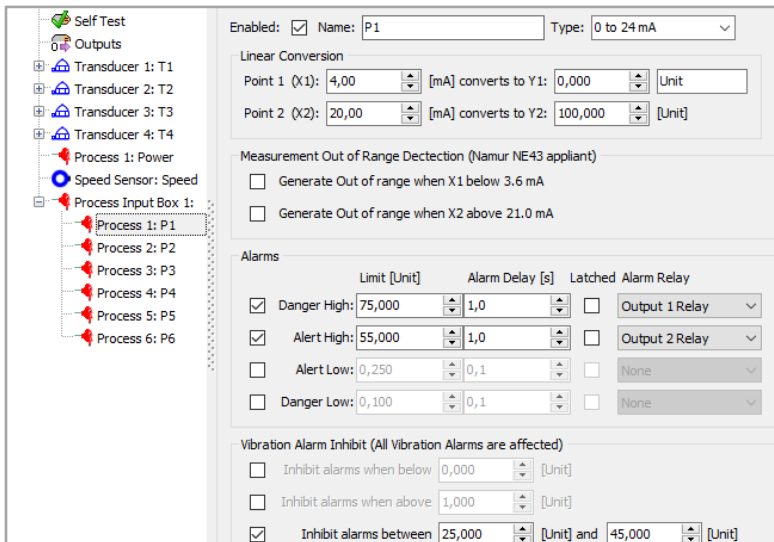 Self Test
Outputs
Transducer 1: T1
Transducer 2: T2
Transducer 3: T3
Transducer 4: T4
Process 1: Power
Speed Sensor: Speed
Process Input Box 1:
Process 1: P1
Process 2: P2
Process 3: P3
Process 4: P4
Process 5: P5
Process 6: P6
Enabled: Name: P1 Type: 0 to 24 mA
Linear Conversion
Point 1 (X1): 4,00 [mA] converts to Y1: 0,000 Unit
Point 2 (X2): 20,00 [mA] converts to Y2: 100,000 [Unit]
Measurement Out of Range Dectection (Namur NE43 appliant)
Generate Out of range when X1 below 3.6 mA
Generate Out of range when X2 above 21.0 mA
Alarms
Limit [Unit] Alarm Delay [s] Latched Alarm Relay
Danger High: 75,000 1,0 Output 1 Relay
Alert High: 55,000 1,0 Output 2 Relay
Alert Low: 0,250 0,1 None
Danger Low: 0,100 0,1 None
Vibration Alarm Inhibit (All Vibration Alarms are affected)
Inhibit alarms when below 0,000 [Unit]
Inhibit alarms when above 1,000 [Unit]
Inhibit alarms between 25,000 [Unit] and 45,000 [Unit]